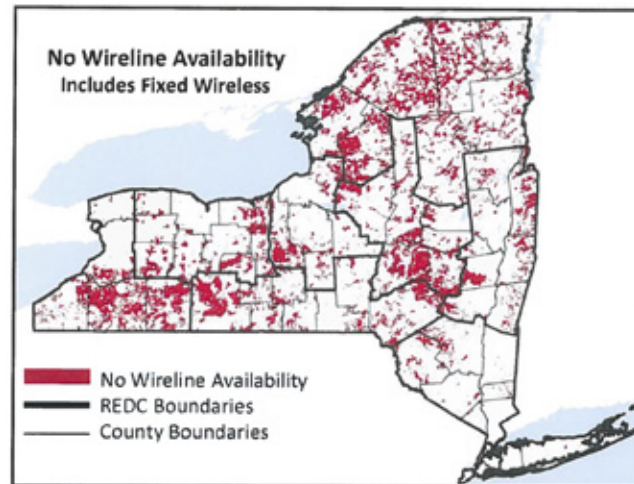 No Wireline Availability
Includes Fixed Wireless
No Wireline Availability
REDC Boundaries
County Boundaries